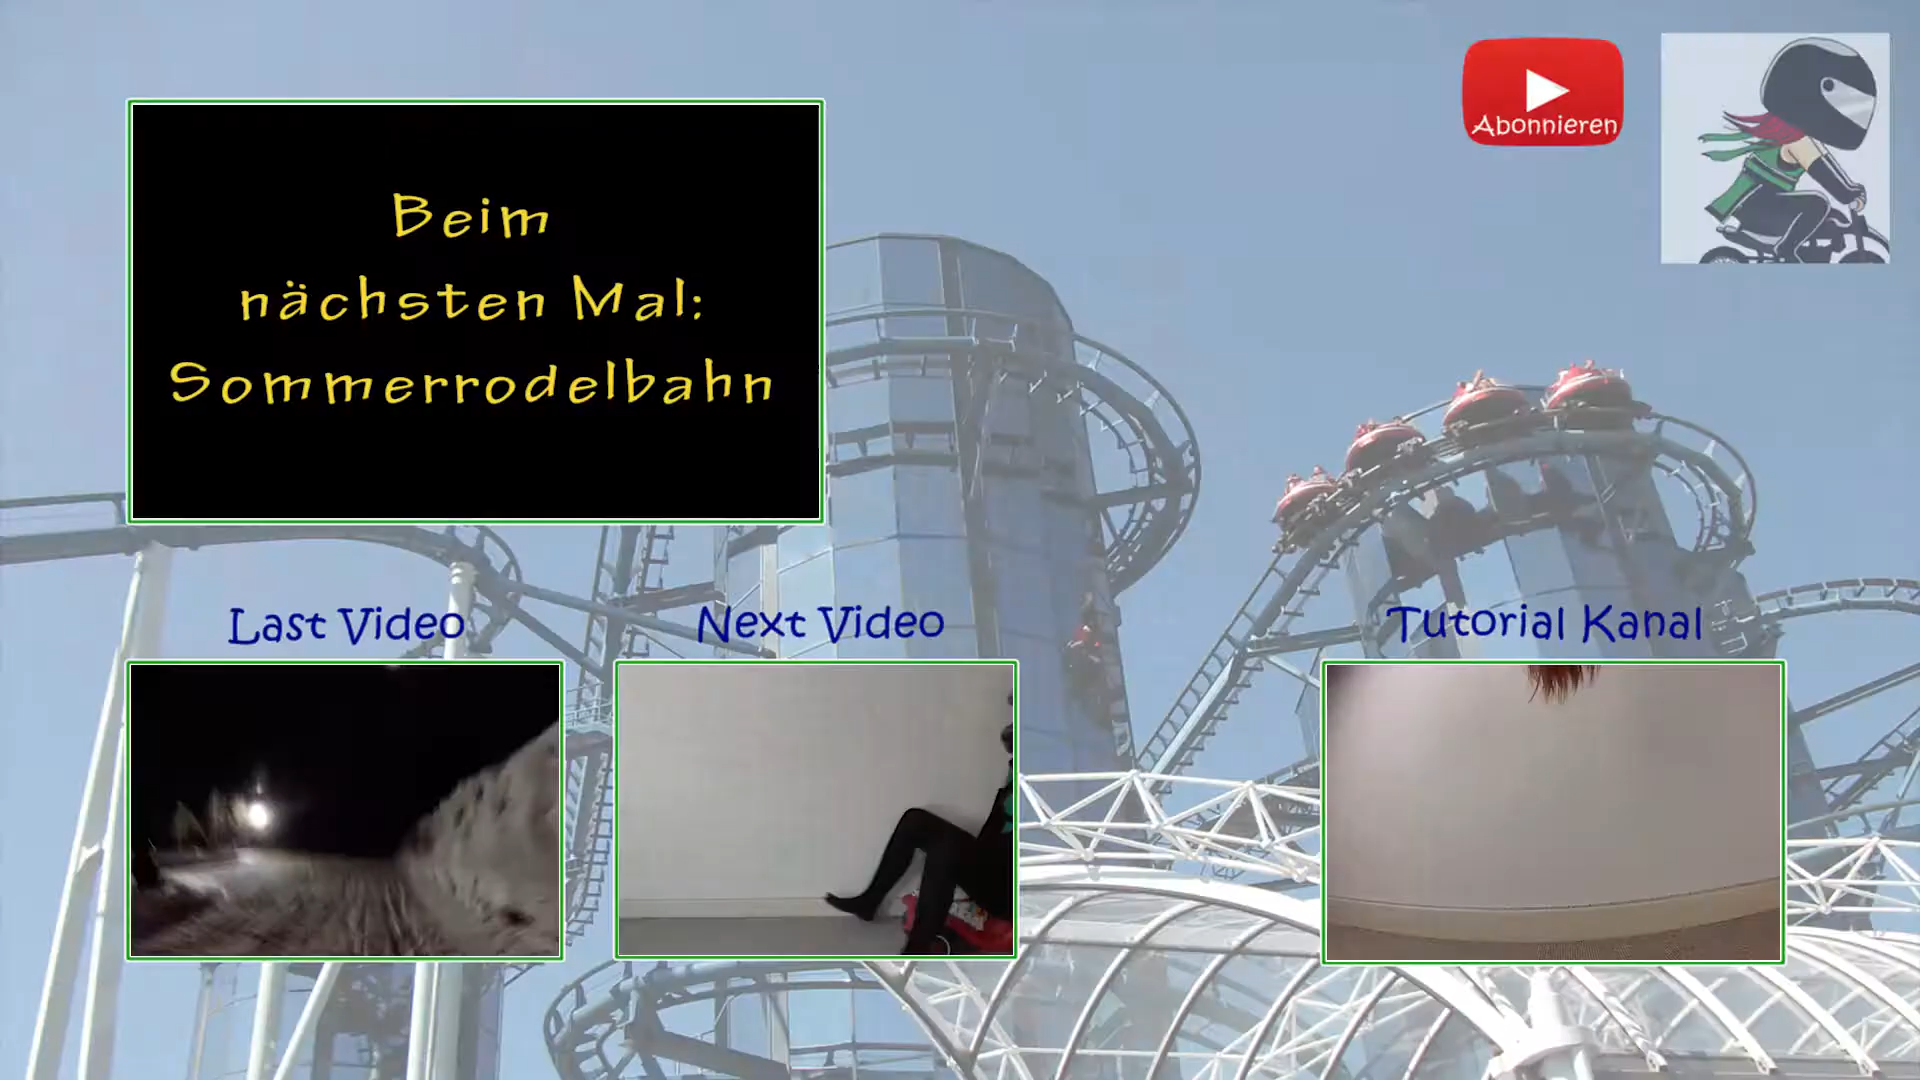 Abonnieren
Beim
nächsten Mal:
Sommerrodelbahn
Last Video
Next Video
Tutorial Kanal